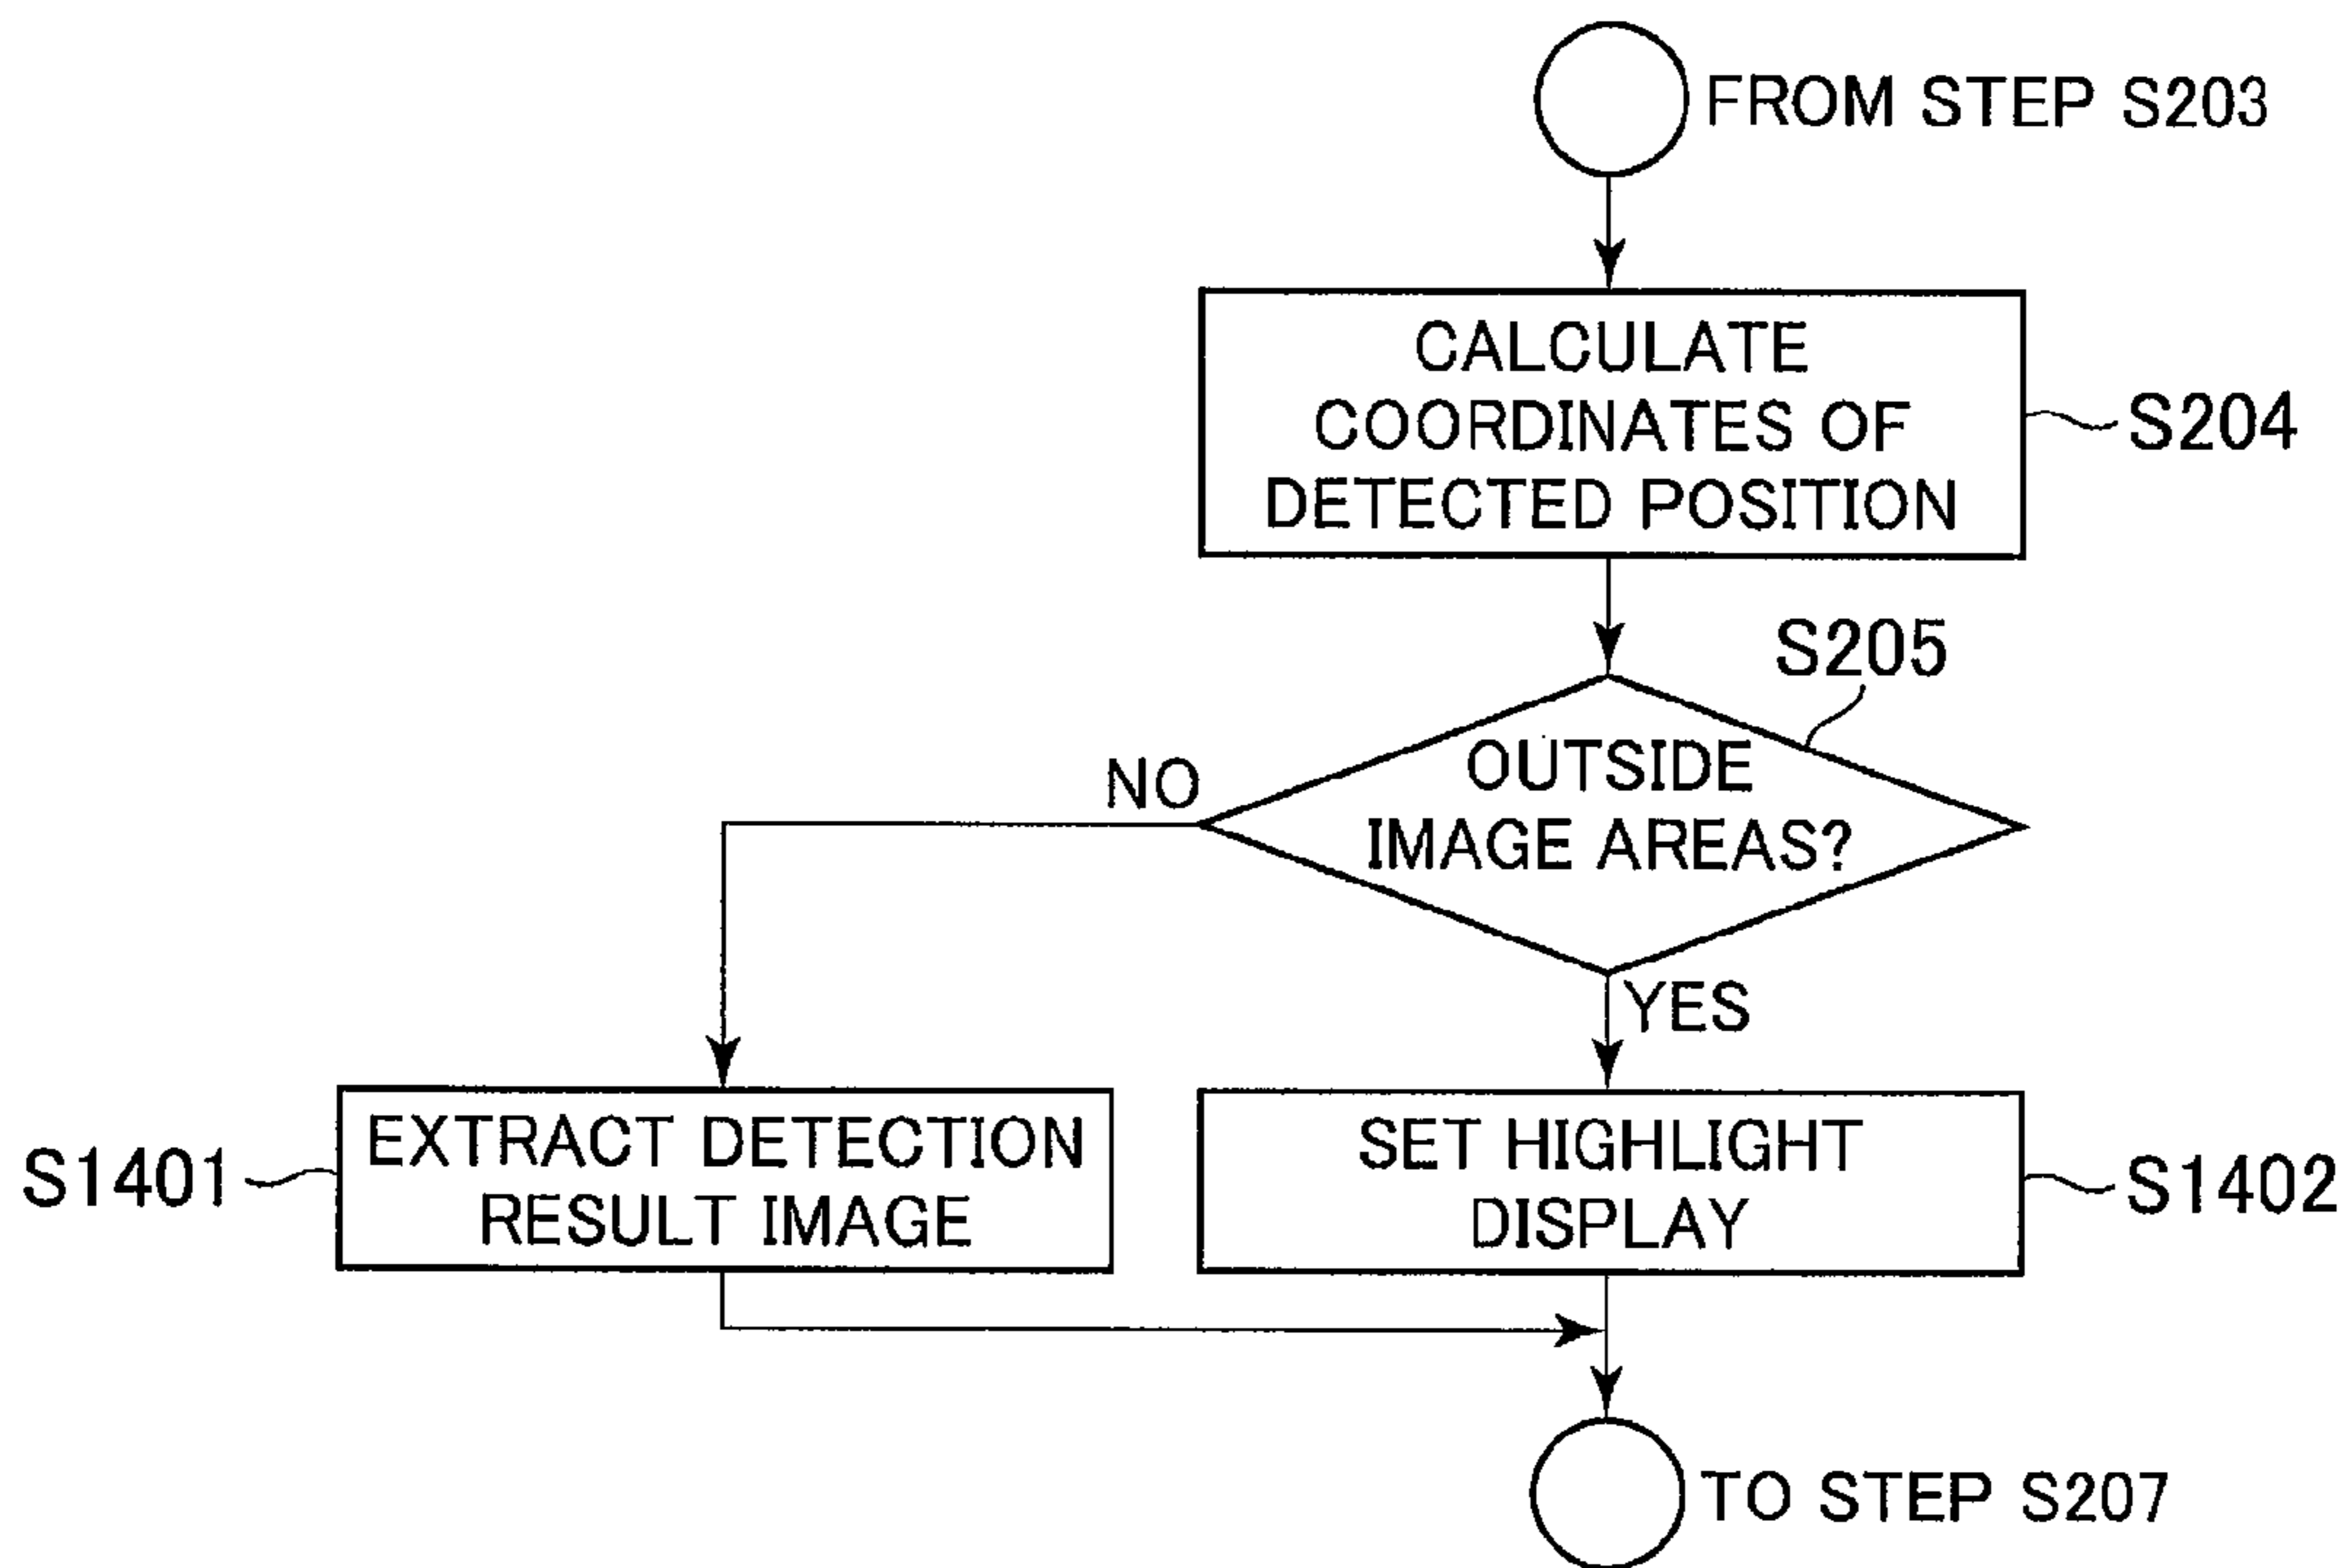 FROM STEP S203
CALCULATE
COORDINATES OF
DETECTED POSITION
S204
S205
OUTSIDE
IMAGE AREAS?
NO
YES
S1401
EXTRACT DETECTION
RESULT IMAGE
SET HIGHLIGHT
DISPLAY
S1402
TO STEP S207